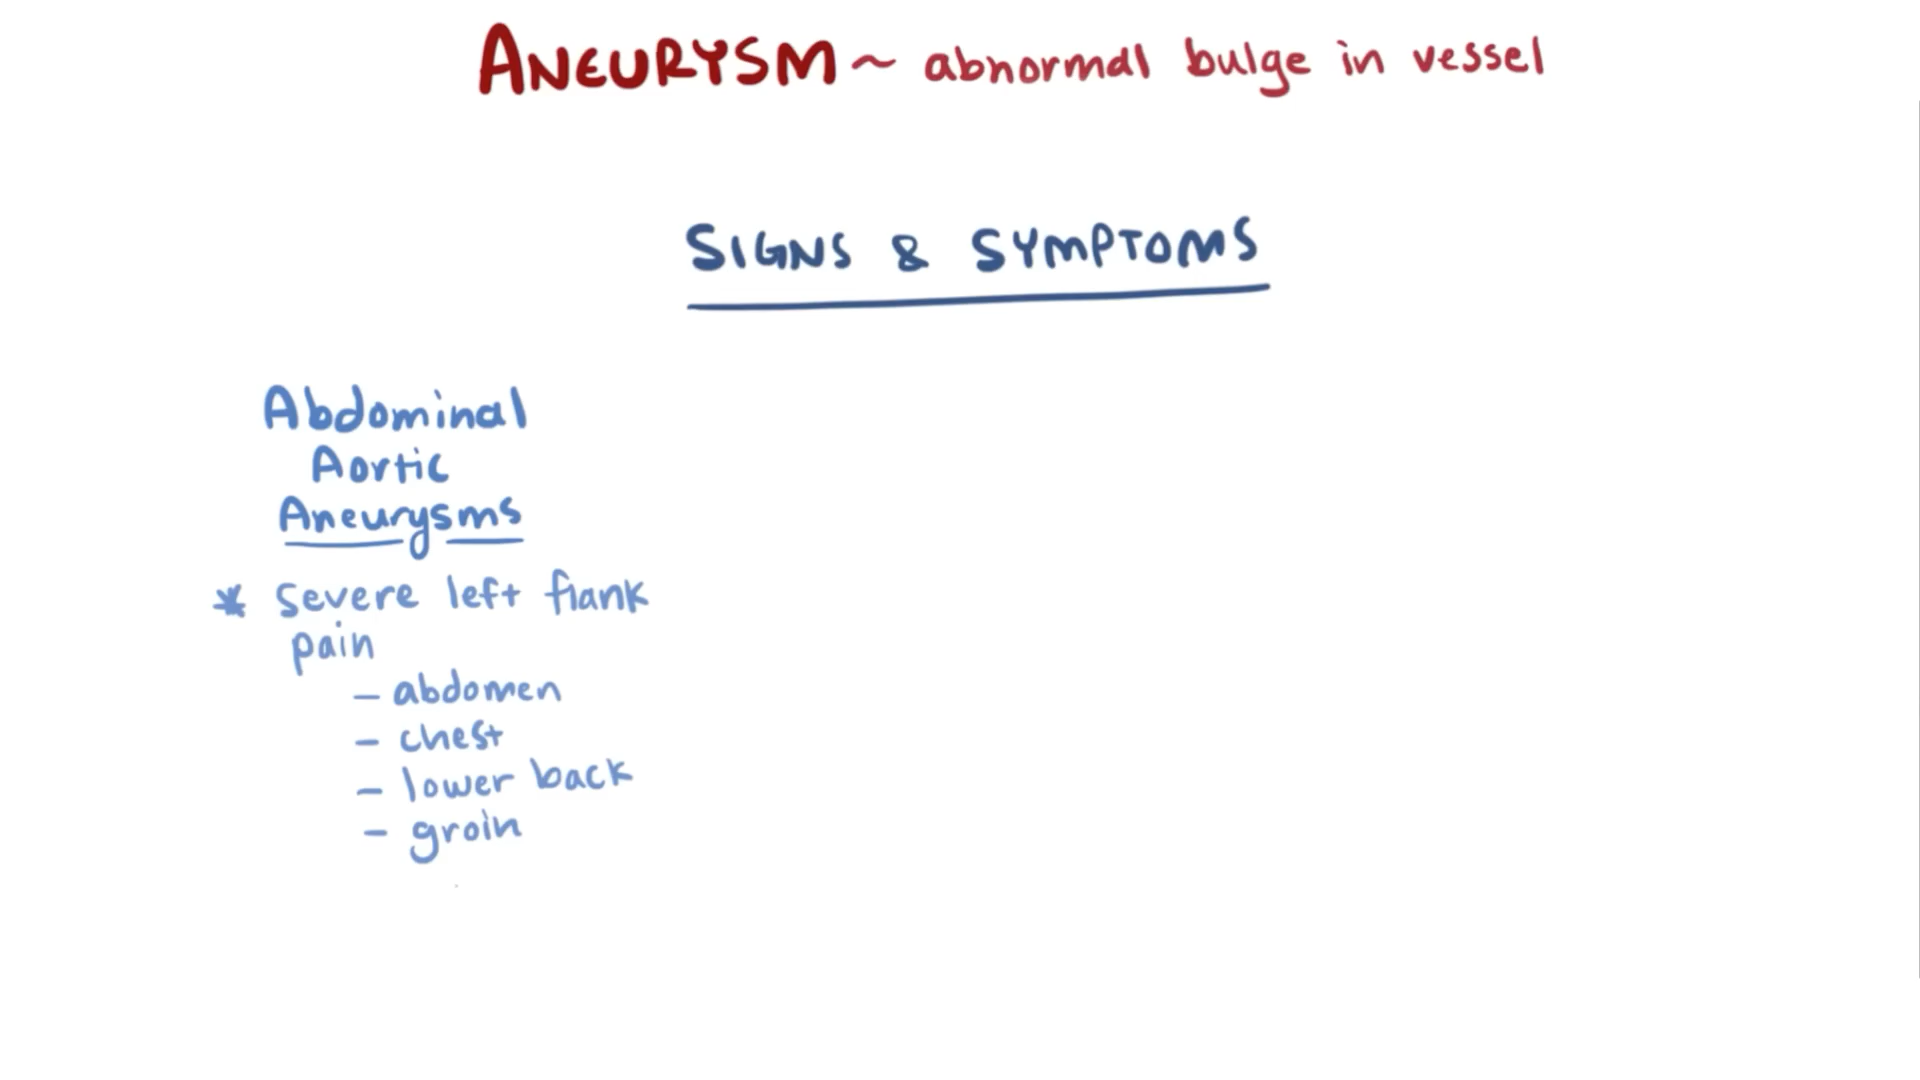 ANEURYSM ~ abnormal bulge in vessel
SIGNS & SYMPTOMS
Abdominal
Aortic
Aneurysms
* severe left flank
pain
- abdomen
- chest
- lower back
- groin